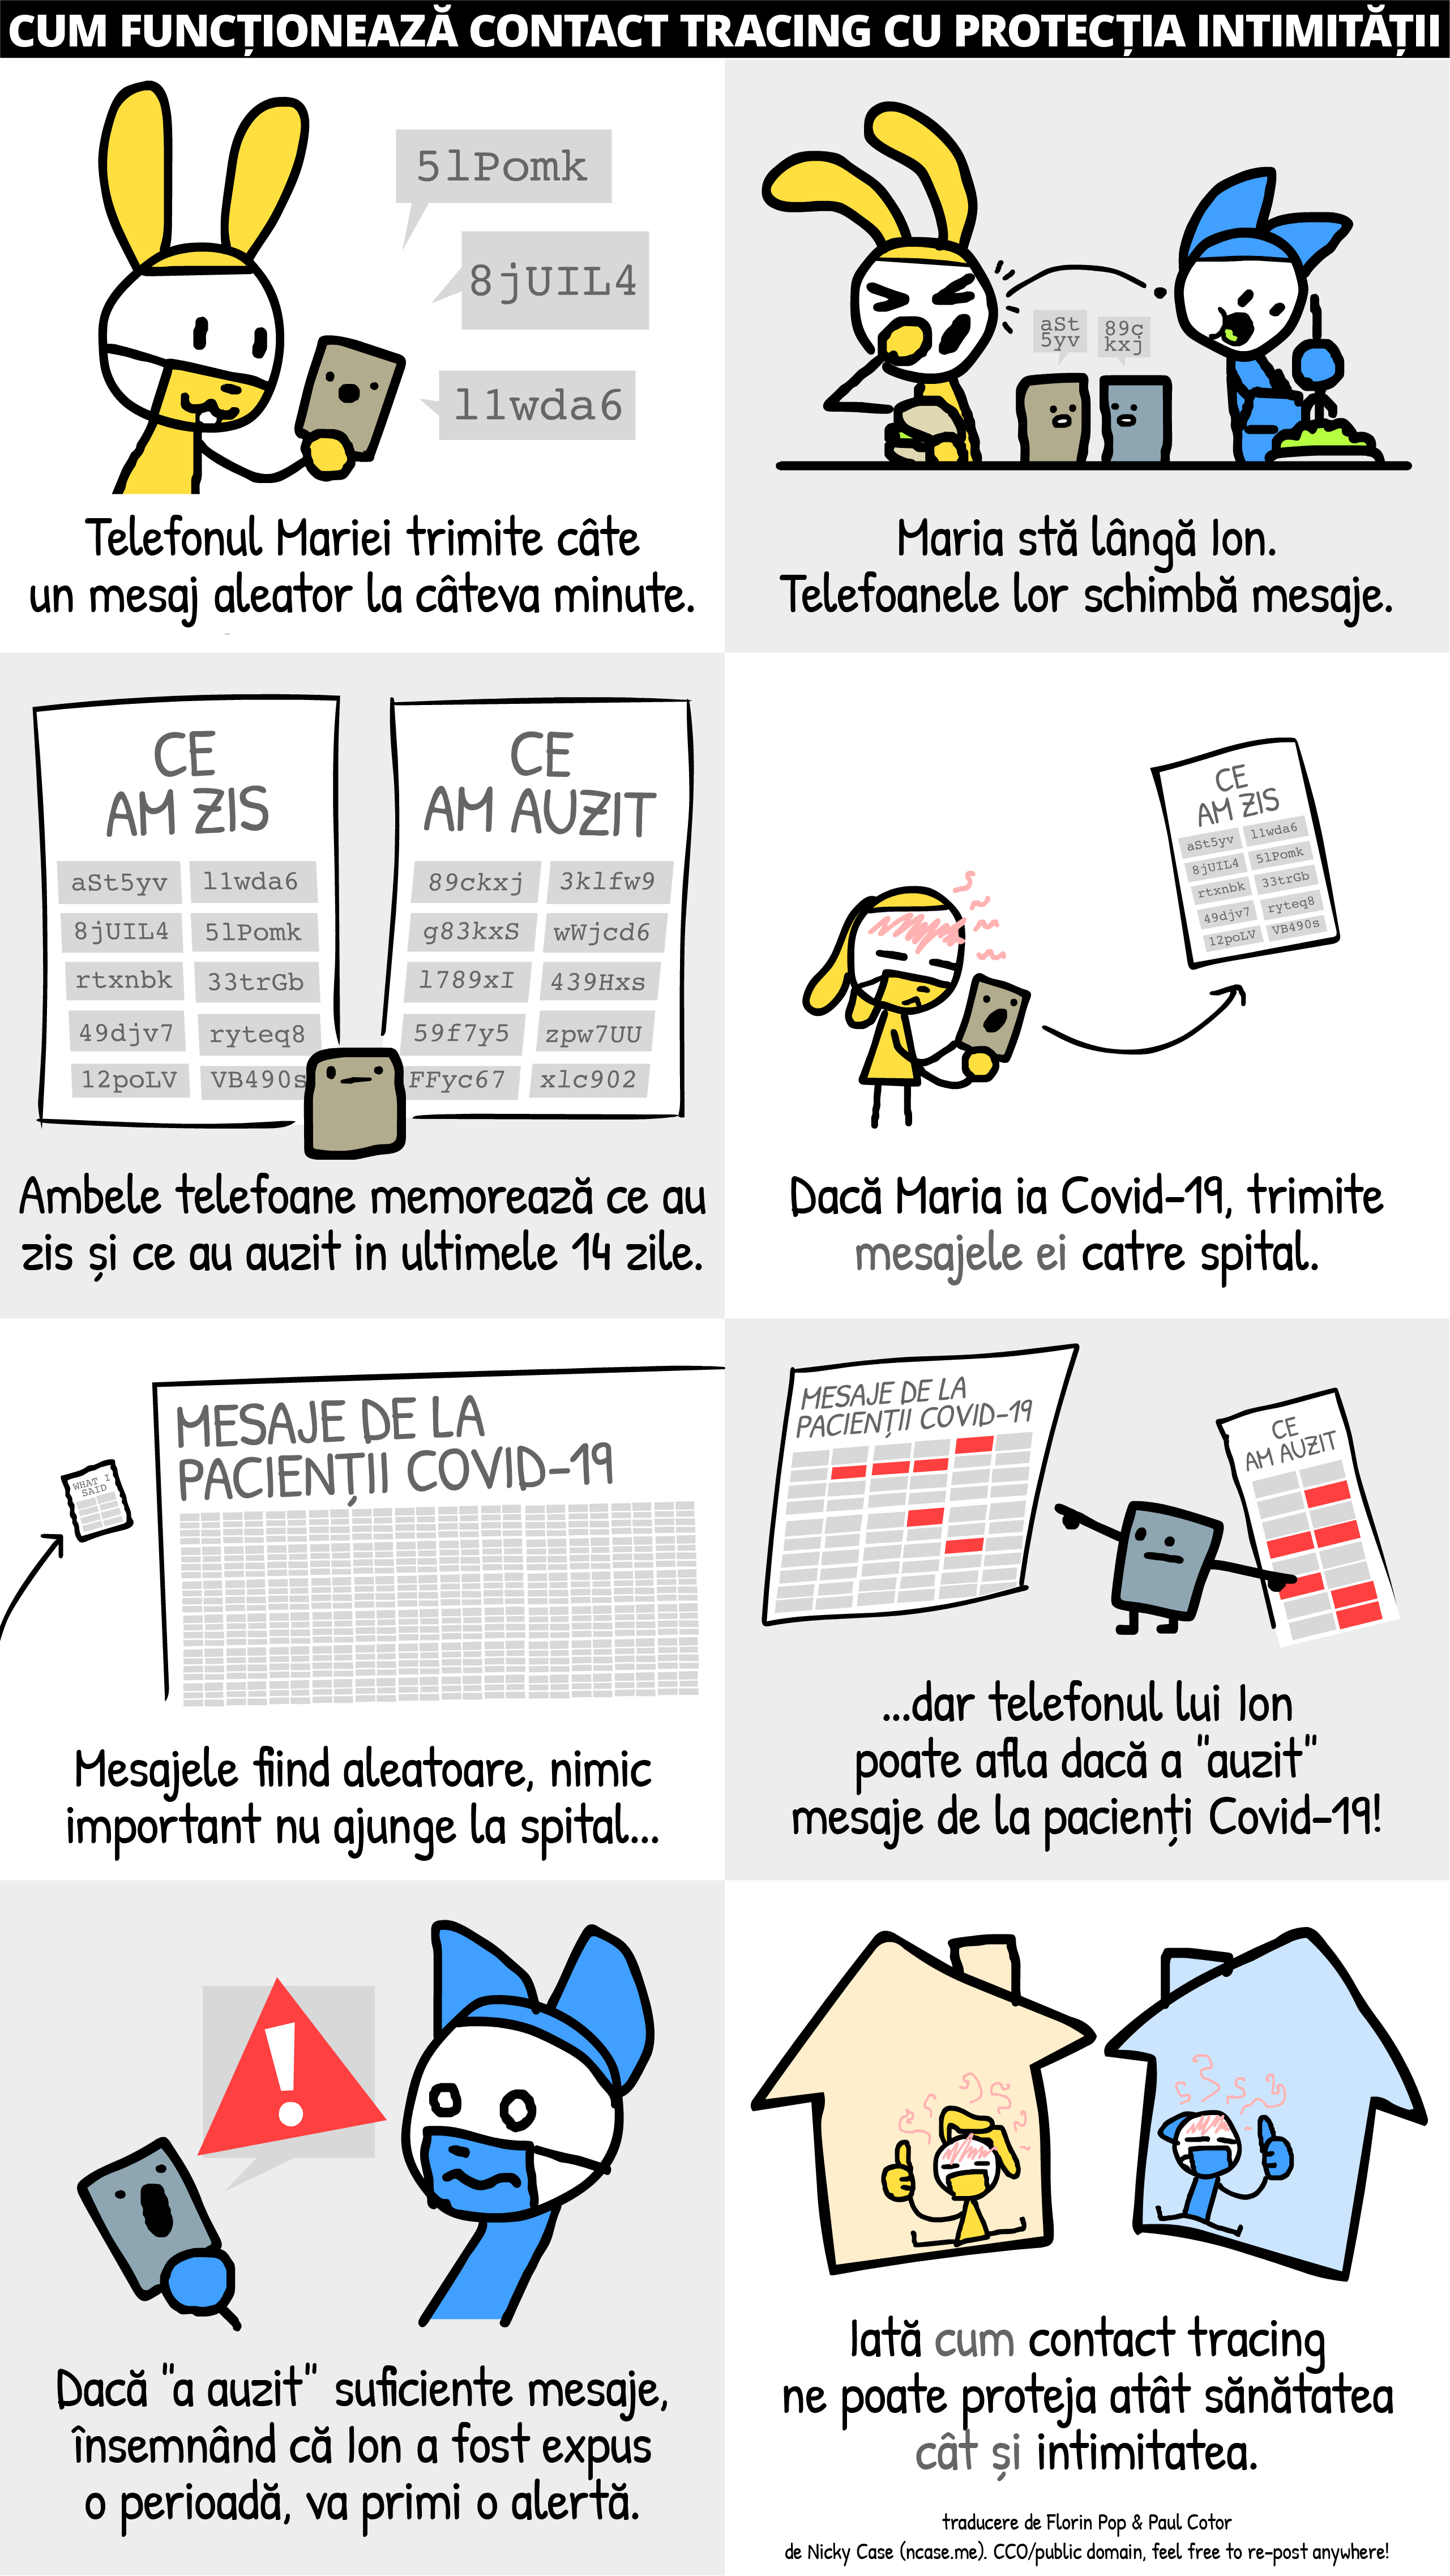 CUM FUNCȚIONEAZĂ CONTACT TRACING CU PROTECȚIA INTIMITĂȚII
5lPomk
8jUIL4
l1wda6
Telefonul Mariei trimite câte
un mesaj aleator la câteva minute.
aSt
5yv
89c
kxj
Maria stă lângă Ion.
Telefoanele lor schimbă mesaje.
CE
AM ZIS
aSt5yv l1wda6
8jUIL4 5lPomk
rtxnbk 33trGb
49djv7 ryteq8
12poLV VB490s
CE
AM AUZIT
89ckxj 3klfw9
g83kxS wWjcd6
l789xI 439Hxs
59f7y5 zpw7UU
FFyc67 xlc902
Ambele telefoane memorează ce au
zis și ce au auzit in ultimele 14 zile.
CE
AM ZIS
aSt5yv l1wda6
8jUIL4 5lPomk
rtxnbk 33trGb
49djv7 ryteq8
12poLV VB490s
Dacă Maria ia Covid-19, trimite
mesajele ei catre spital.
WHAT I
SAID
MESAJE DE LA
PACIENȚII COVID-19
Mesajele fiind aleatoare, nimic
important nu ajunge la spital...
MESAJE DE LA
PACIENȚII COVID-19
CE
AM AUZIT
...dar telefonul lui Ion
poate afla dacă a "auzit"
mesaje de la pacienți Covid-19!
!
Dacă "a auzit" suficiente mesaje,
însemnând că Ion a fost expus
o perioadă, va primi o alertă.
Iată cum contact tracing
ne poate proteja atât sănătatea
cât și intimitatea.
traducere de Florin Pop & Paul Cotor
de Nicky Case (ncase.me). CC0/public domain, feel free to re-post anywhere!